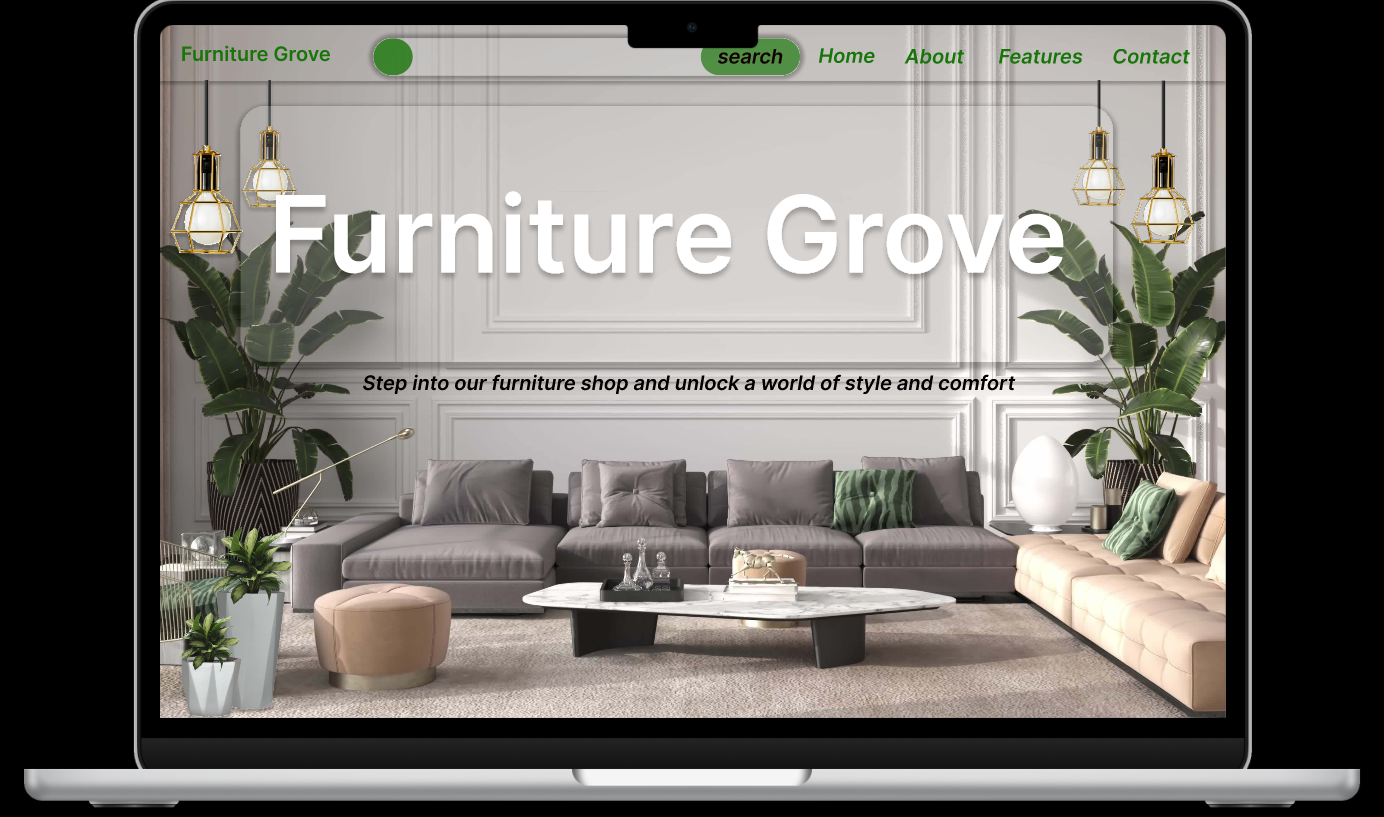 Furniture Grove
search
Home
About
Features
Contact
Furniture Grove
Step into our furniture shop and unlock a world of style and comfort